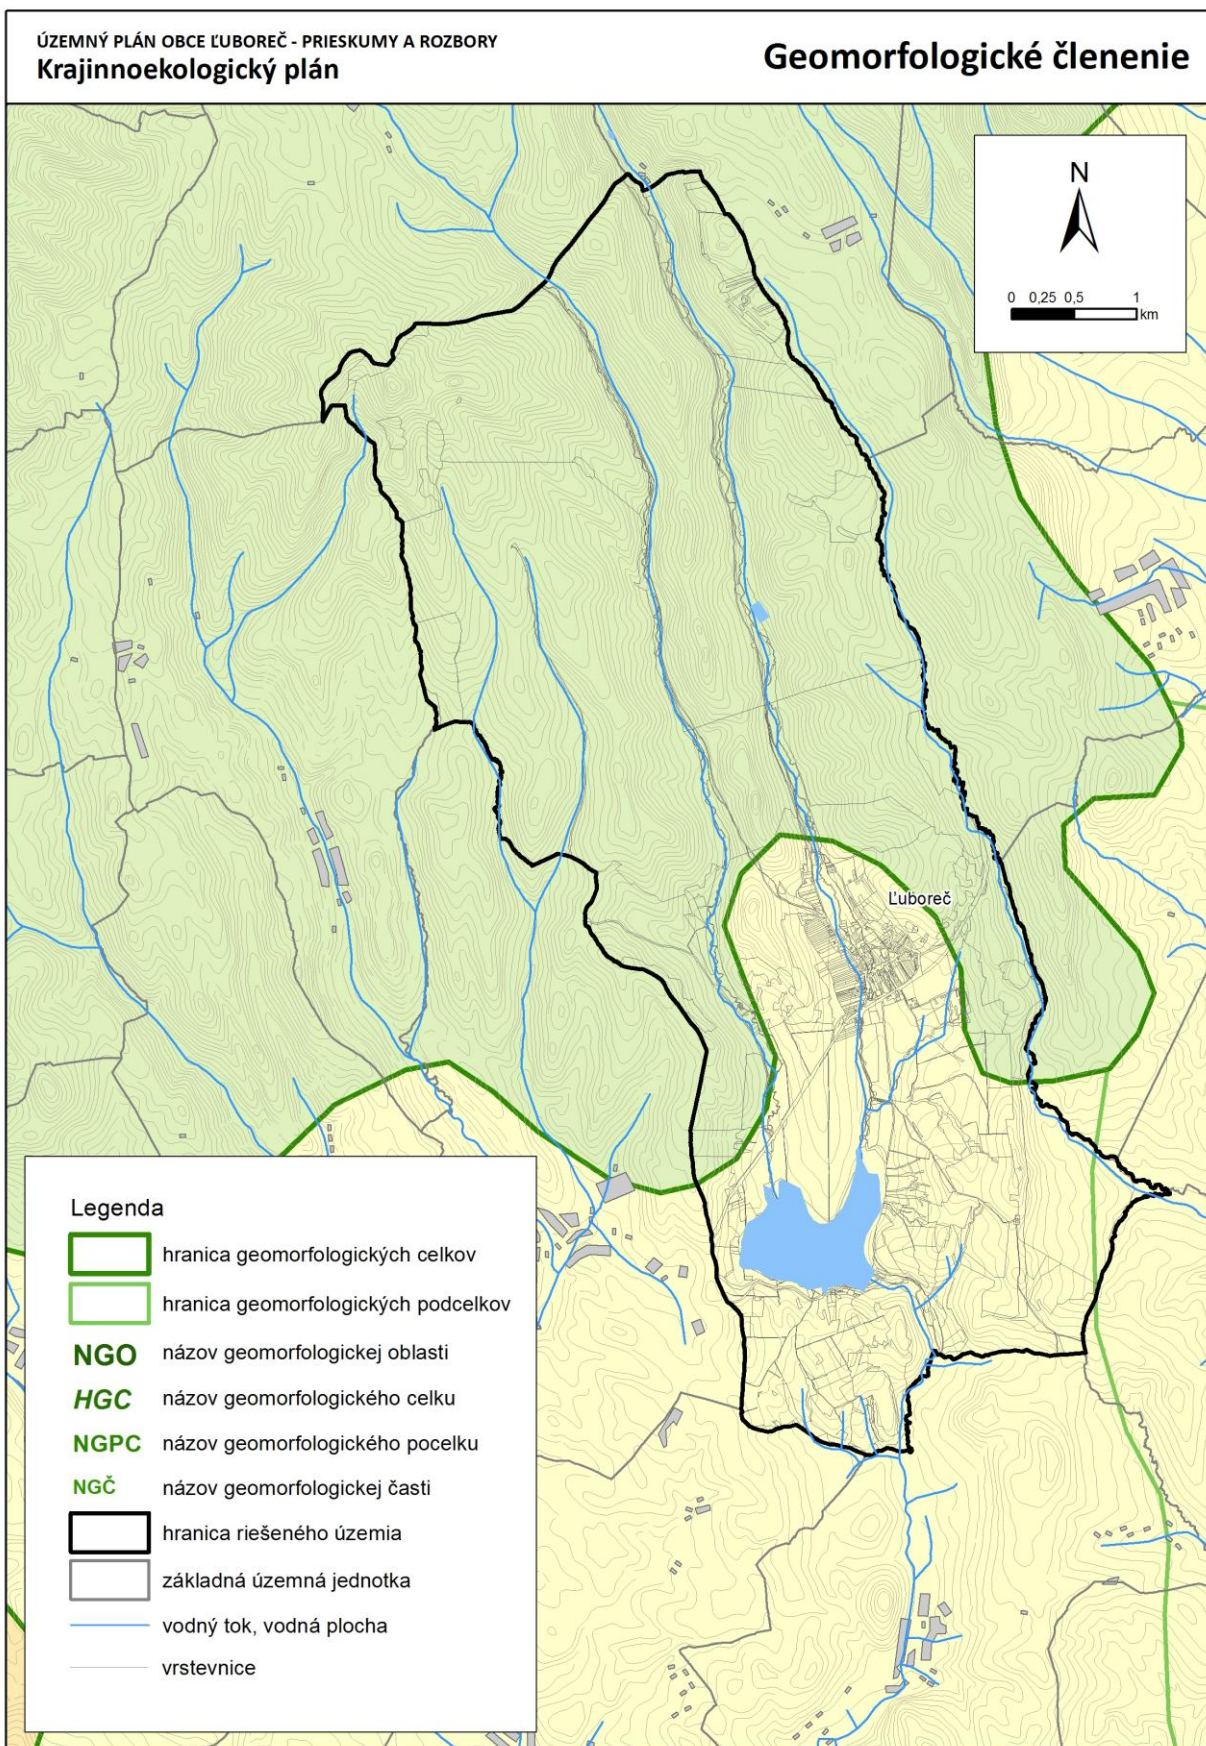 ÚZEMNÝ PLÁN OBCE ĽUBOREČ - PRIESKUMY A ROZBORY
Krajinnoekologický plán
Geomorfologické členenie
N
0 0,25 0,5 1
km
Ľuboreč
Legenda
hranica geomorfologických celkov
hranica geomorfologických podcelkov
NGO názov geomorfologickej oblasti
HGC názov geomorfologického celku
NGPC názov geomorfologického pocelku
NGČ názov geomorfologickej časti
hranica riešeného územia
základná územná jednotka
vodný tok, vodná plocha
vrstevnice